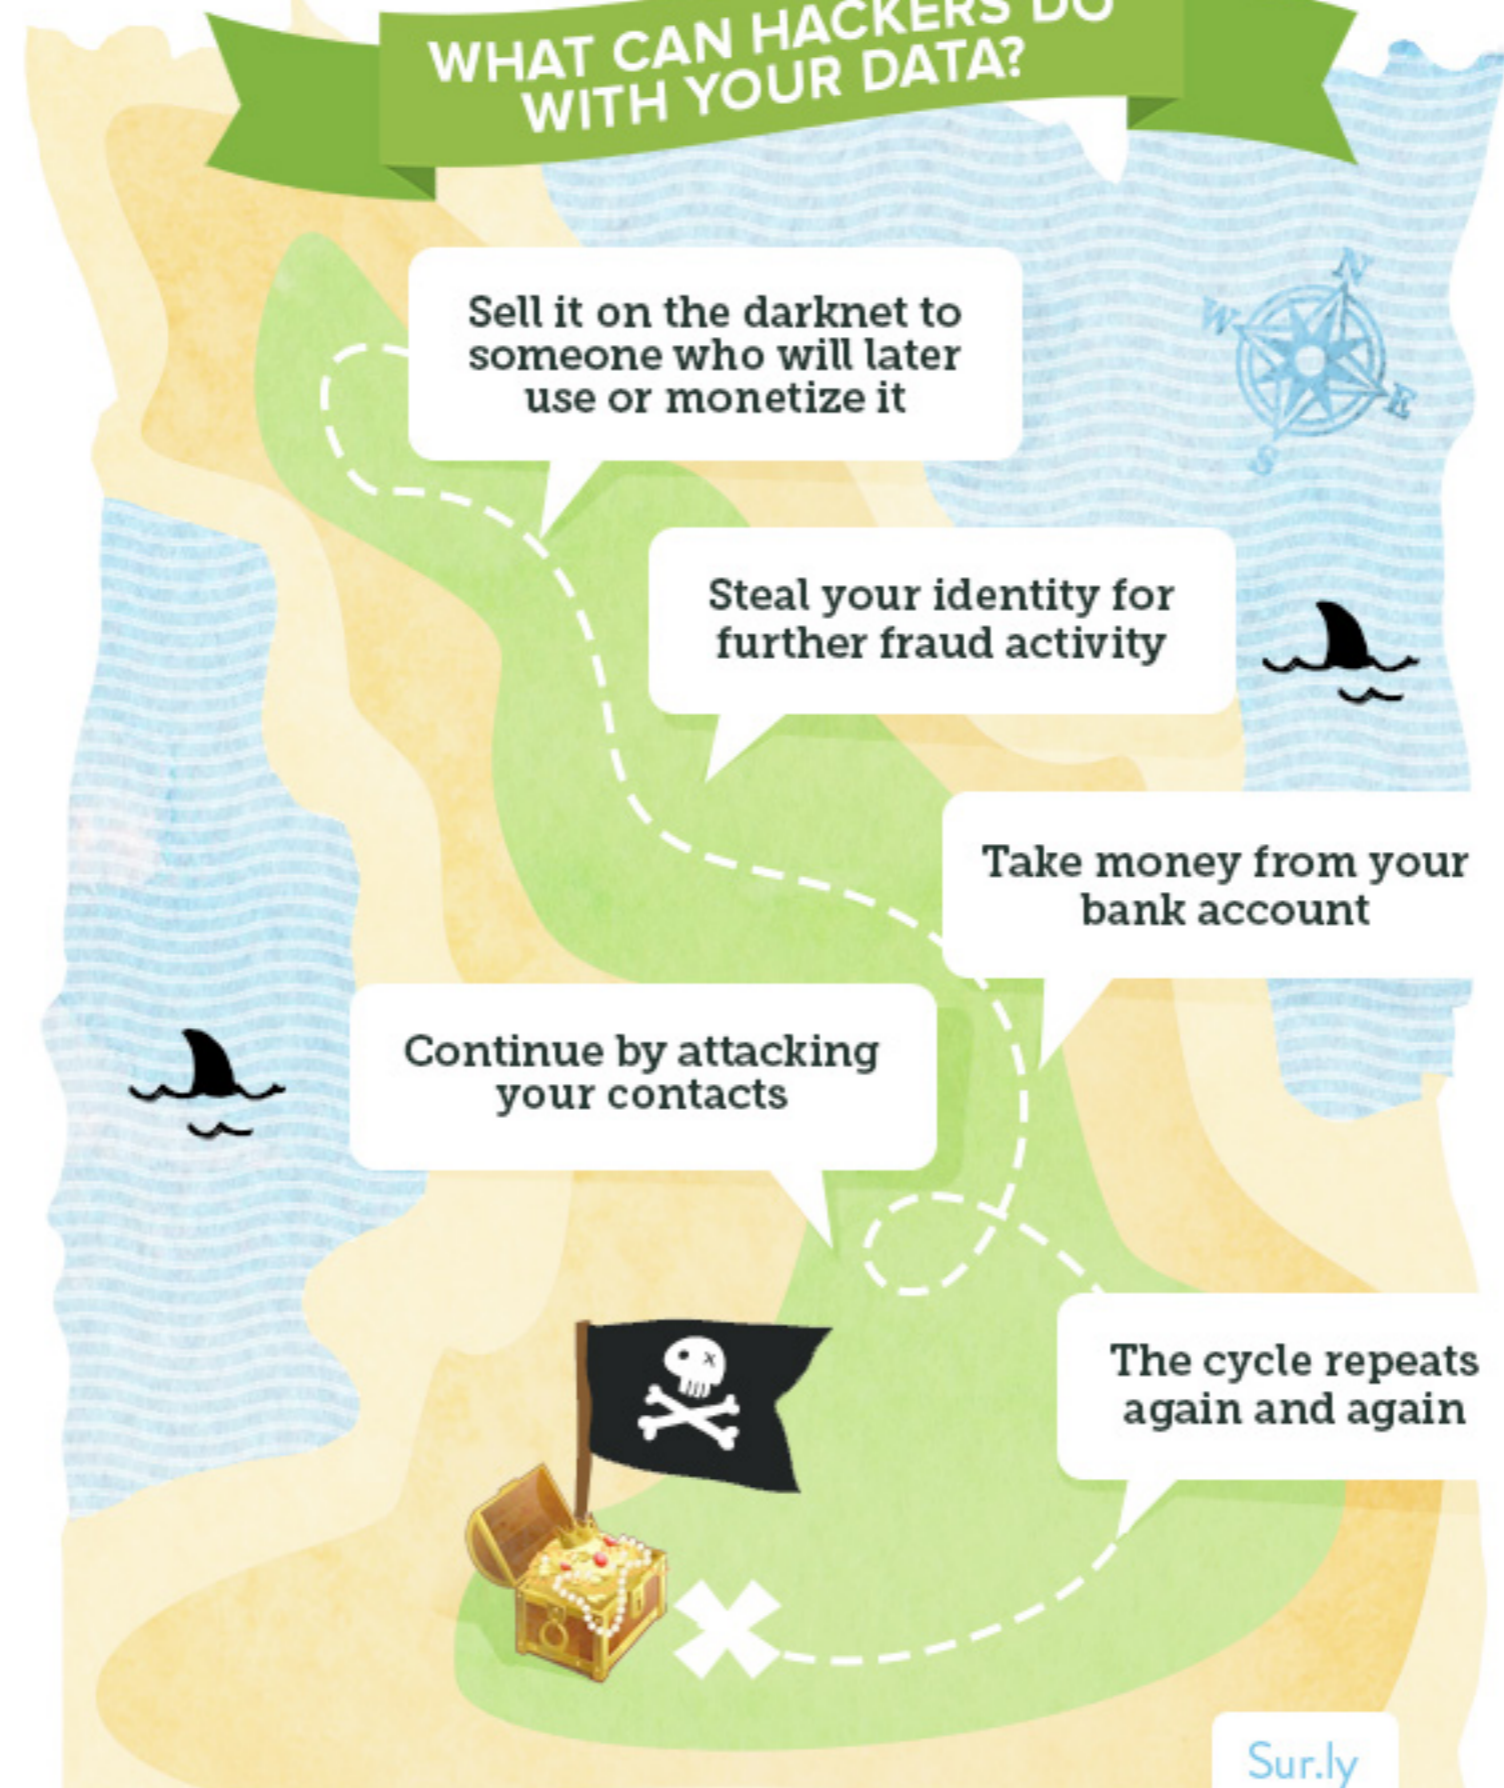 WHAT CAN HACKERS DO
WITH YOUR DATA?
Sell it on the darknet to
someone who will later
use or monetize it
N
W
E
S
Steal your identity for
further fraud activity
Take money from your
bank account
Continue by attacking
your contacts
The cycle repeats
again and again
Sur.ly